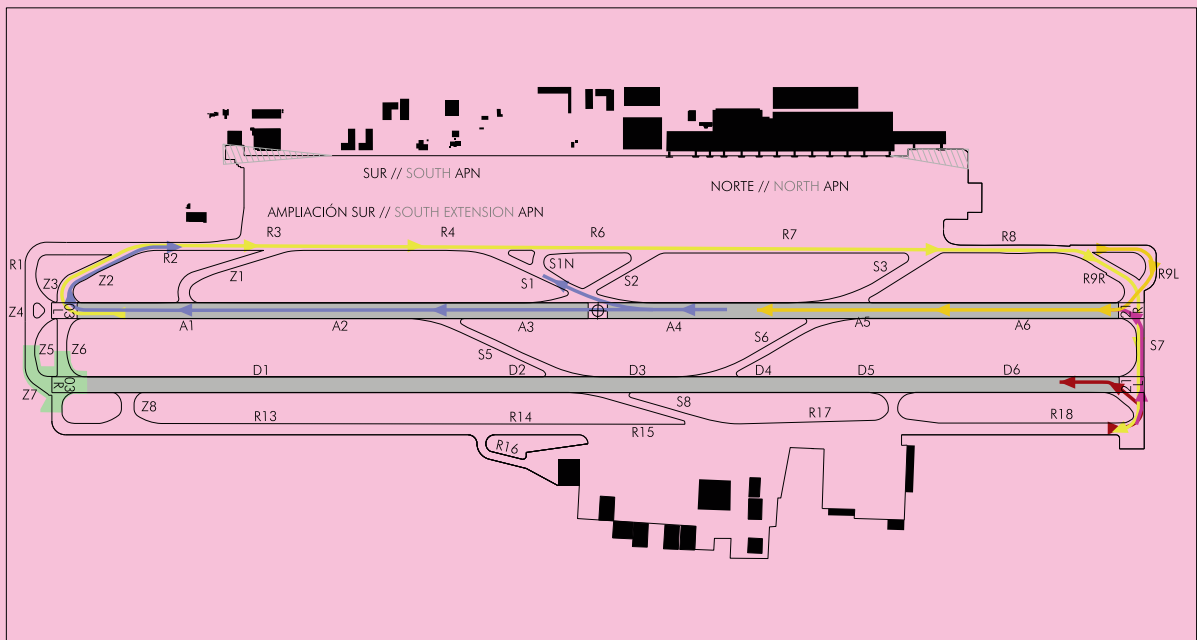 SUR // SOUTH APN
NORTE // NORTH APN
AMPLIACIÓN SUR // SOUTH EXTENSION APN
R3
R4
R6
R7
R8
R1
R2
Z3
Z2
Z1
S1N
S1
S2
S3
R9R
R9L
Z4
03
L
R
A1
A2
A3
A4
S6
A5
A6
Z5
Z6
S5
S7
D1
D2
D3
D4
D5
D6
Z7
03
R
21
L
Z8
R13
R14
R15
S8
R17
R18
R16